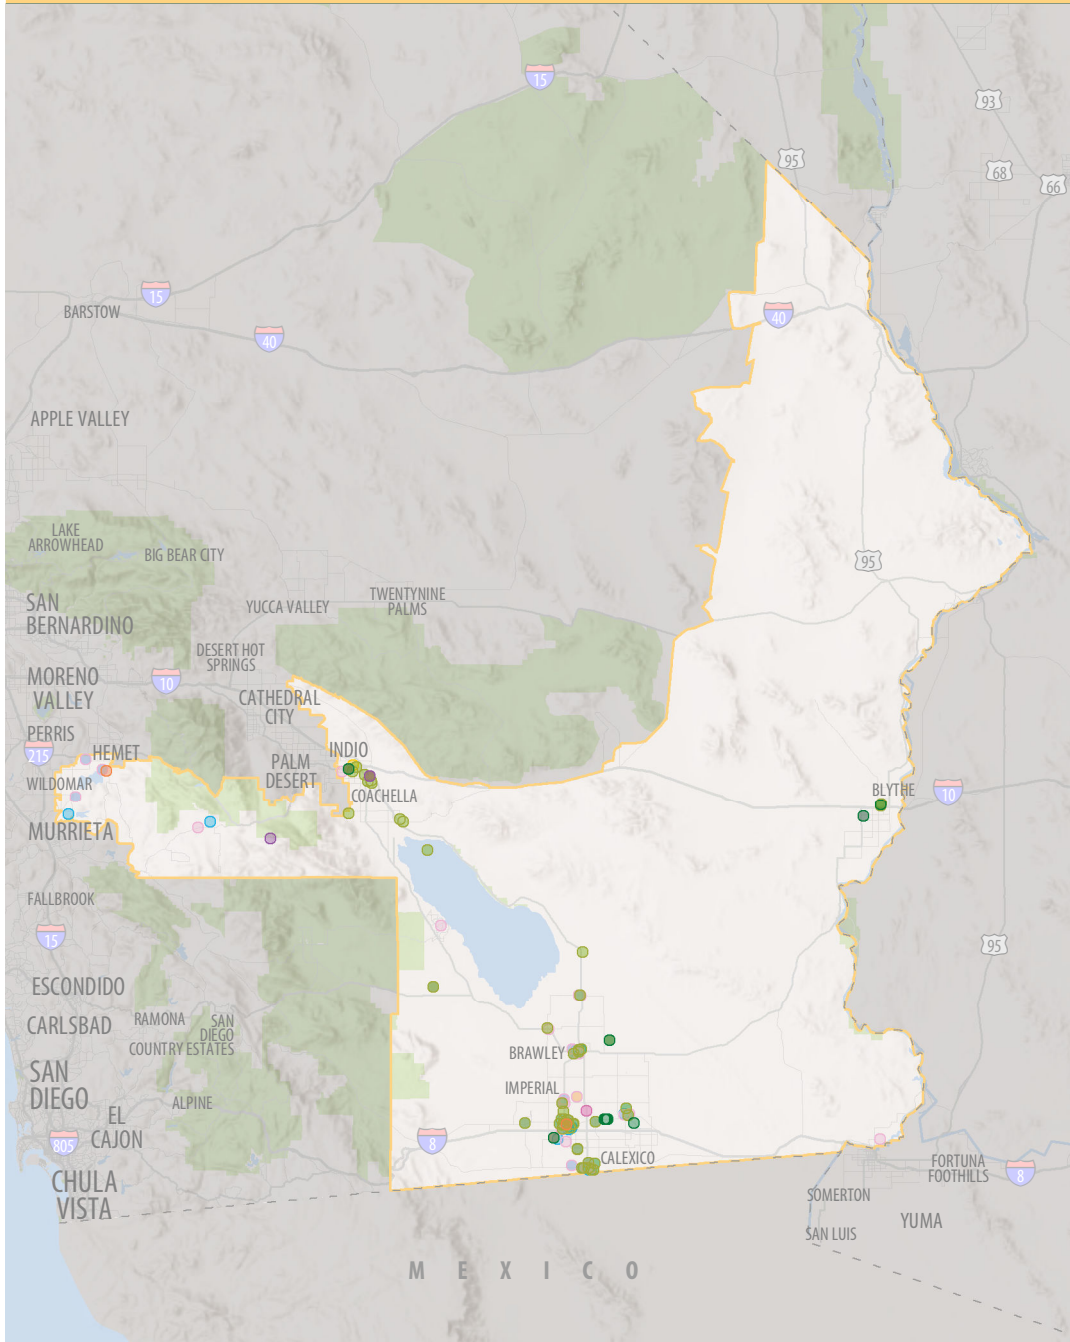 15
93
95
68
66
15
BARSTOW
40
40
APPLE VALLEY
LAKE
ARROWHEAD
BIG BEAR CITY
95
TWENTYNINE
PALMS
YUCCA VALLEY
SAN
BERNARDINO
DESERT HOT
SPRINGS
MORENO
VALLEY
10
CATHEDRAL
CITY
PERRIS
215
HEMET
INDIO
PALM
DESERT
WILDOMAR
COACHELLA
BLYTHE
10
MURRIETA
FALLBROOK
15
95
ESCONDIDO
CARLSBAD
RAMONA
SAN
DIEGO
COUNTRY ESTATES
BRAWLEY
SAN
DIEGO
IMPERIAL
ALPINE
EL
CAJON
805
8
CALEXICO
FORTUNA
FOOTHILLS
8
CHULA
VISTA
SOMERTON
YUMA
SAN LUIS
MEXICO